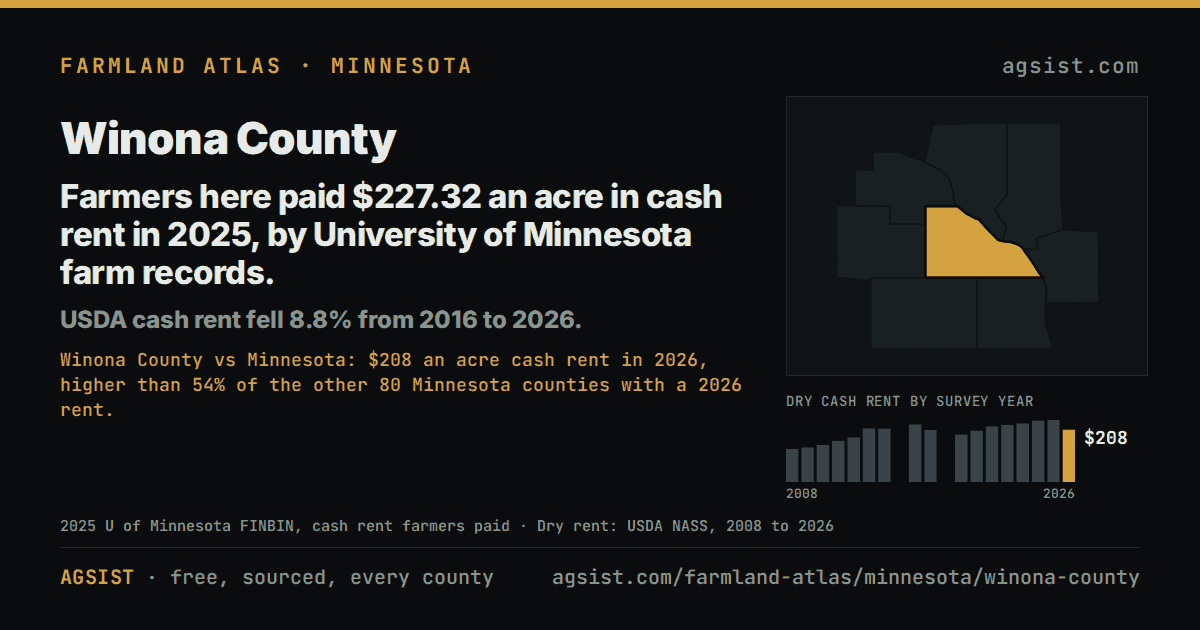 FARMLAND ATLAS · MINNESOTA
agsist.com
Winona County
Farmers here paid $227.32 an acre in cash
rent in 2025, by University of Minnesota
farm records.
USDA cash rent fell 8.8% from 2016 to 2026.
Winona County vs Minnesota: $208 an acre cash rent in 2026,
higher than 54% of the other 80 Minnesota counties with a 2026
rent.
DRY CASH RENT BY SURVEY YEAR
$208
2008
2026
2025 U of Minnesota FINBIN, cash rent farmers paid · Dry rent: USDA NASS, 2008 to 2026
AGSIST · free, sourced, every county
agsist.com/farmland-atlas/minnesota/winona-county